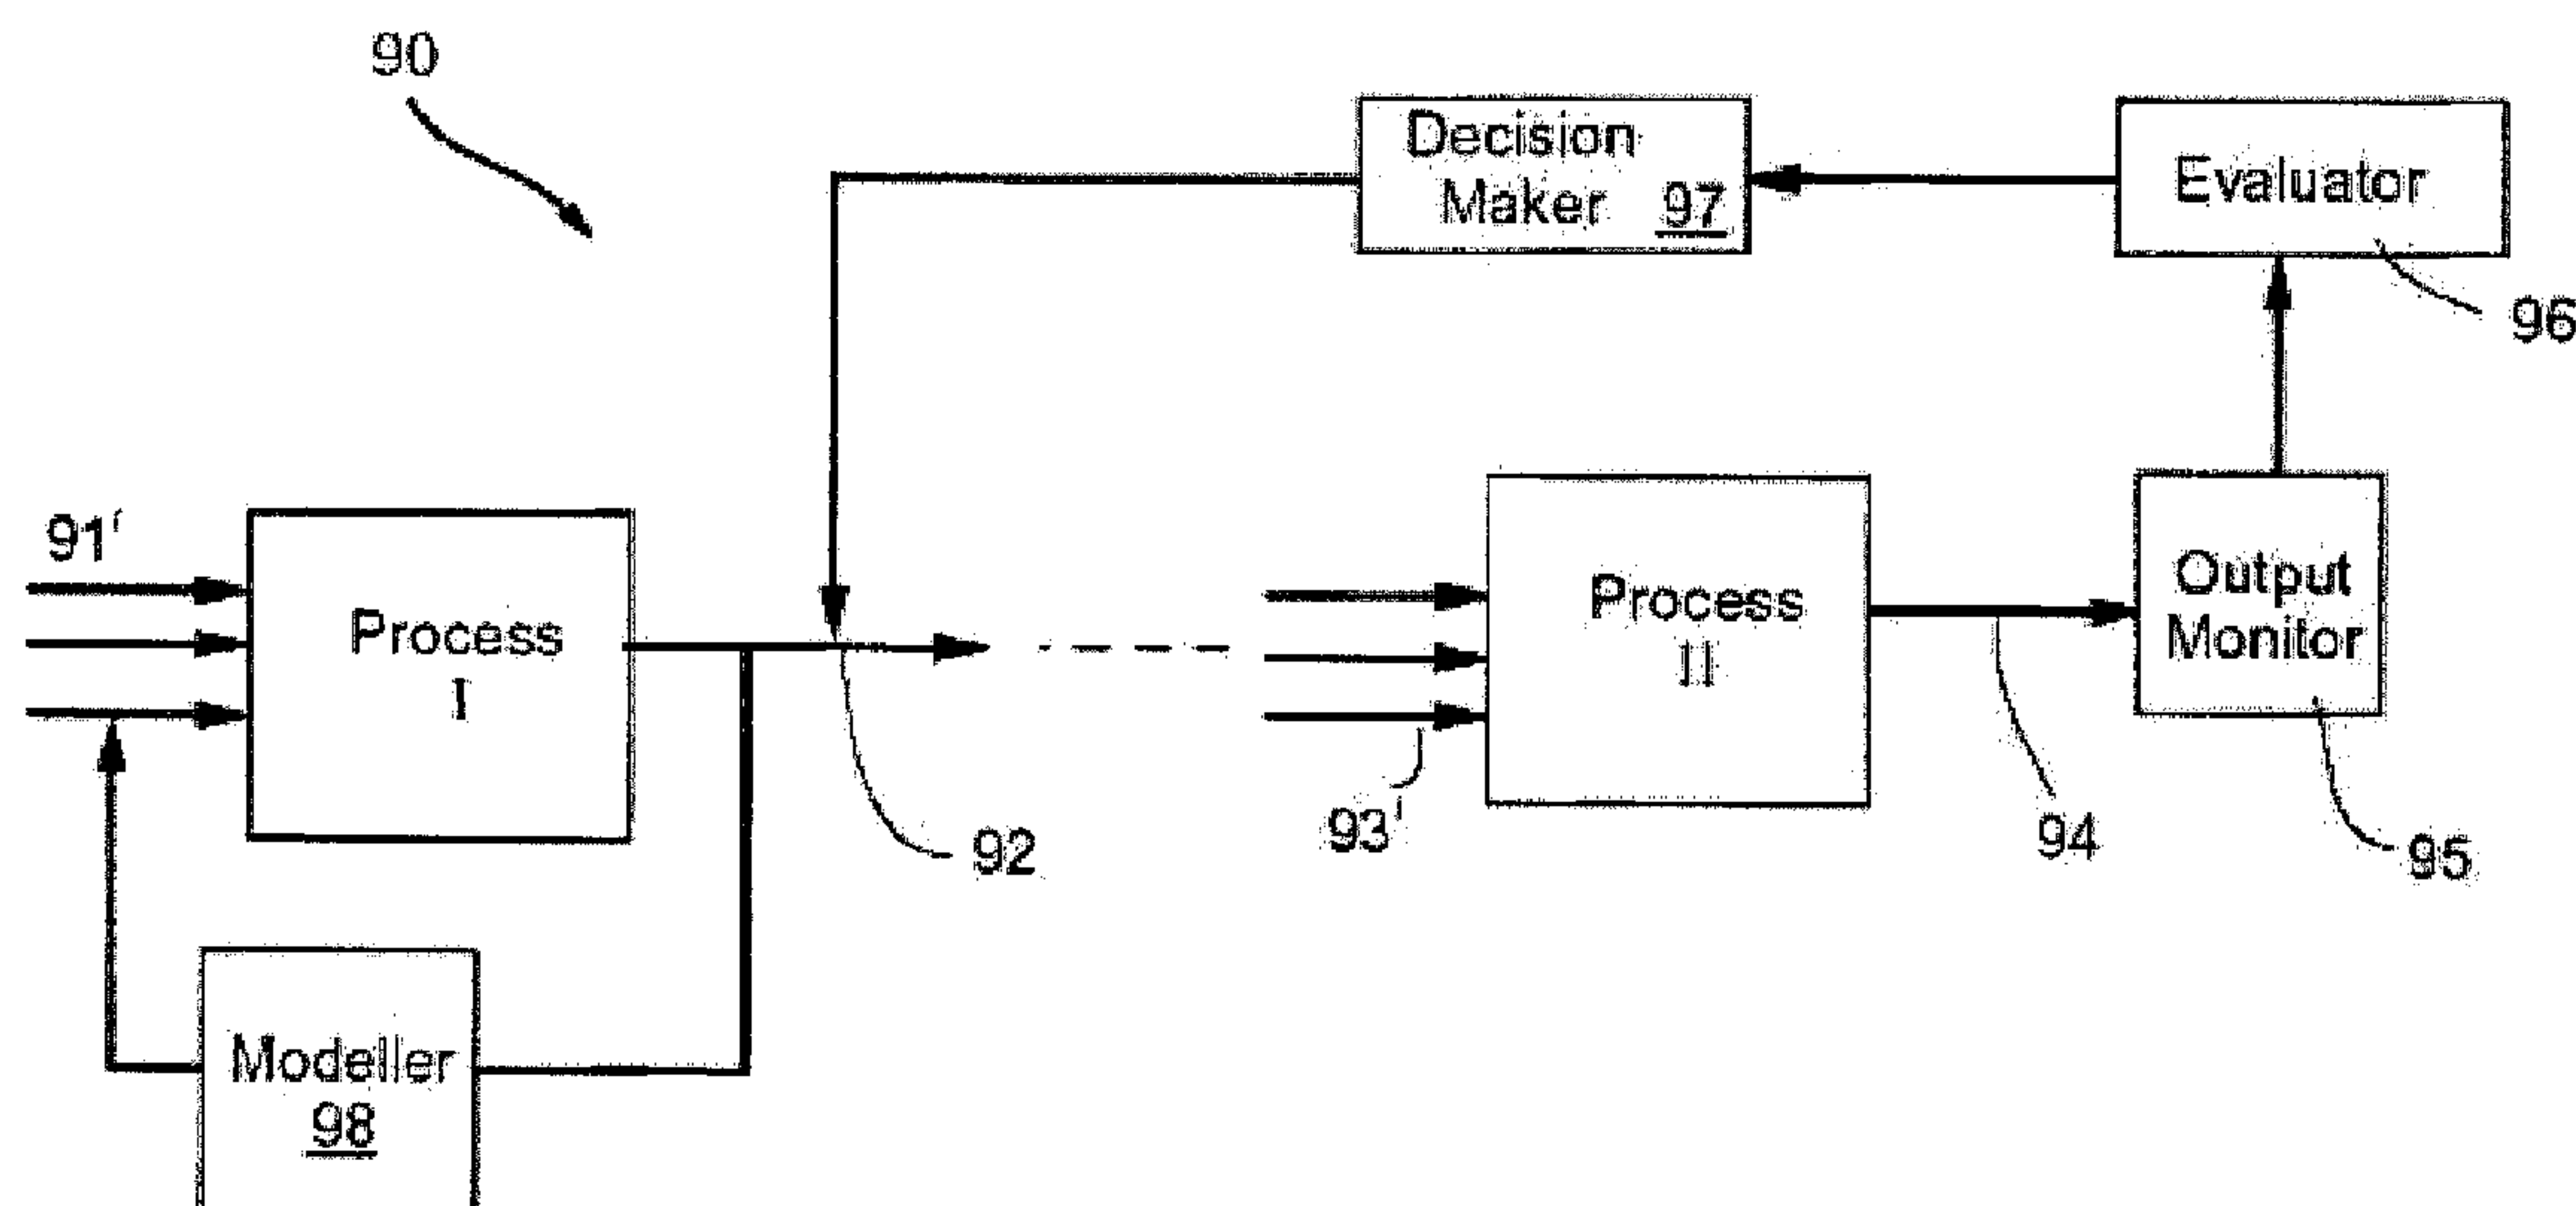 90
Decision
Maker 97
Evaluator
96
91'
Process
I
Process
II
Output
Monitor
92
93'
94
95
Modeller
98